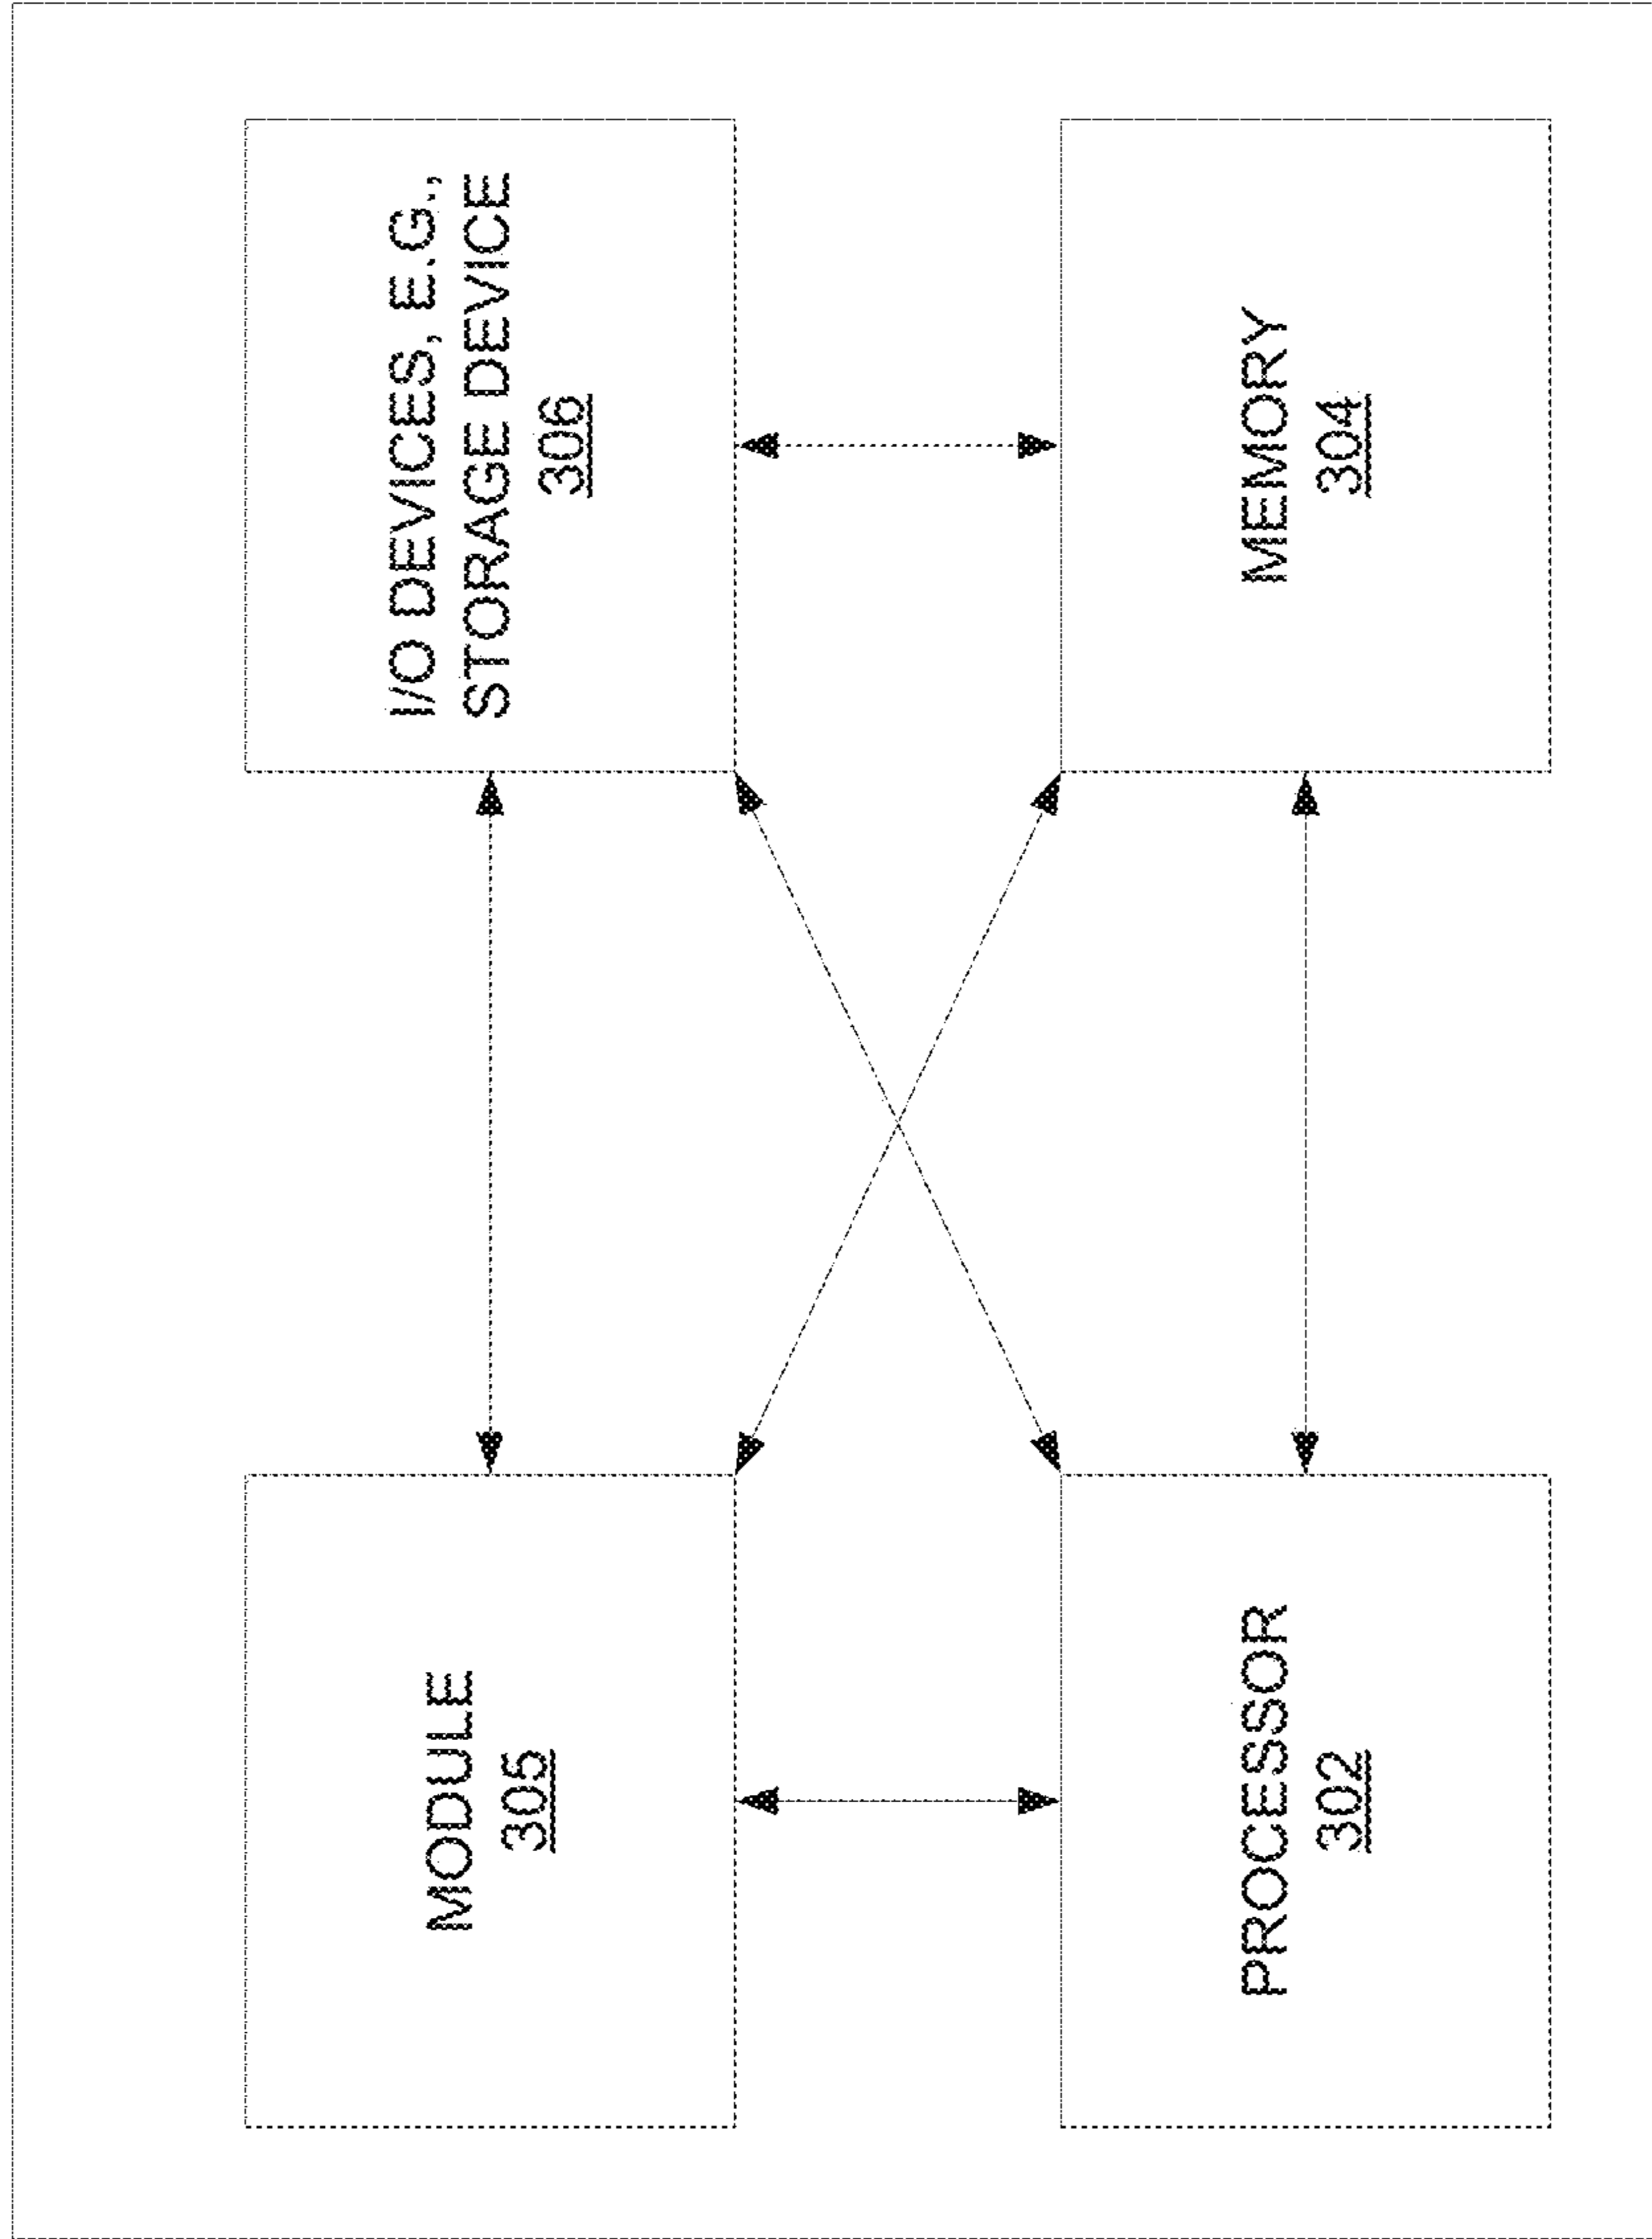 MODULE
305
I/O DEVICES, E.G.,
STORAGE DEVICE
306
PROCESSOR
302
MEMORY
304